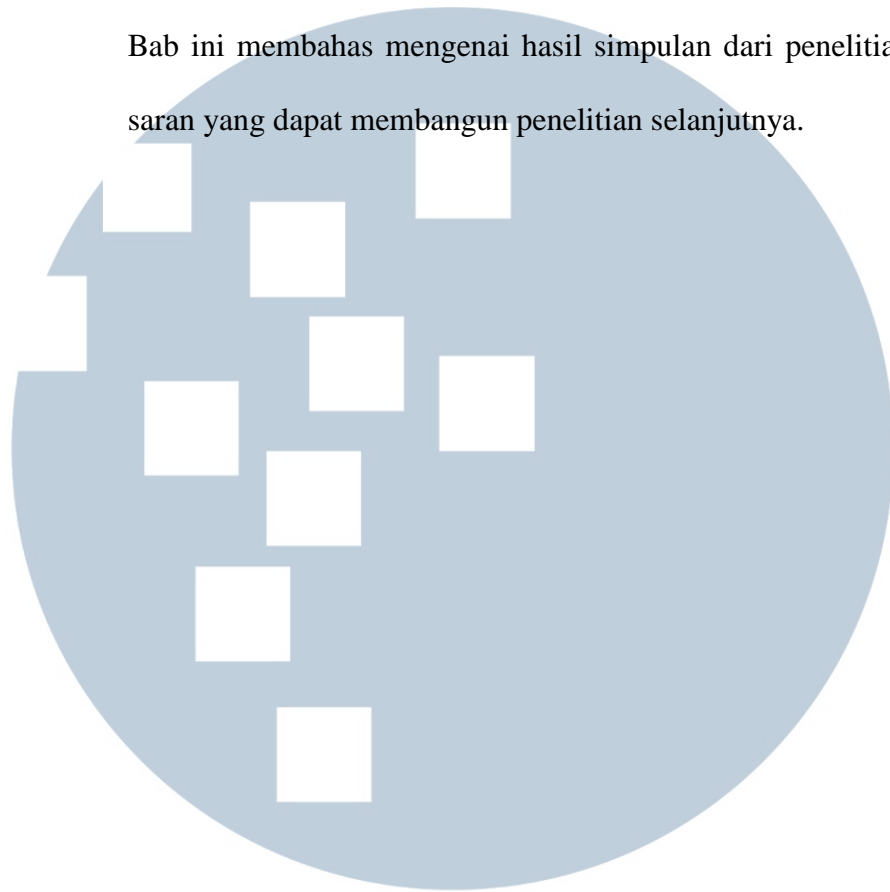 Bab ini membahas mengenai hasil simpulan dari penelitia
saran yang dapat membangun penelitian selanjutnya.